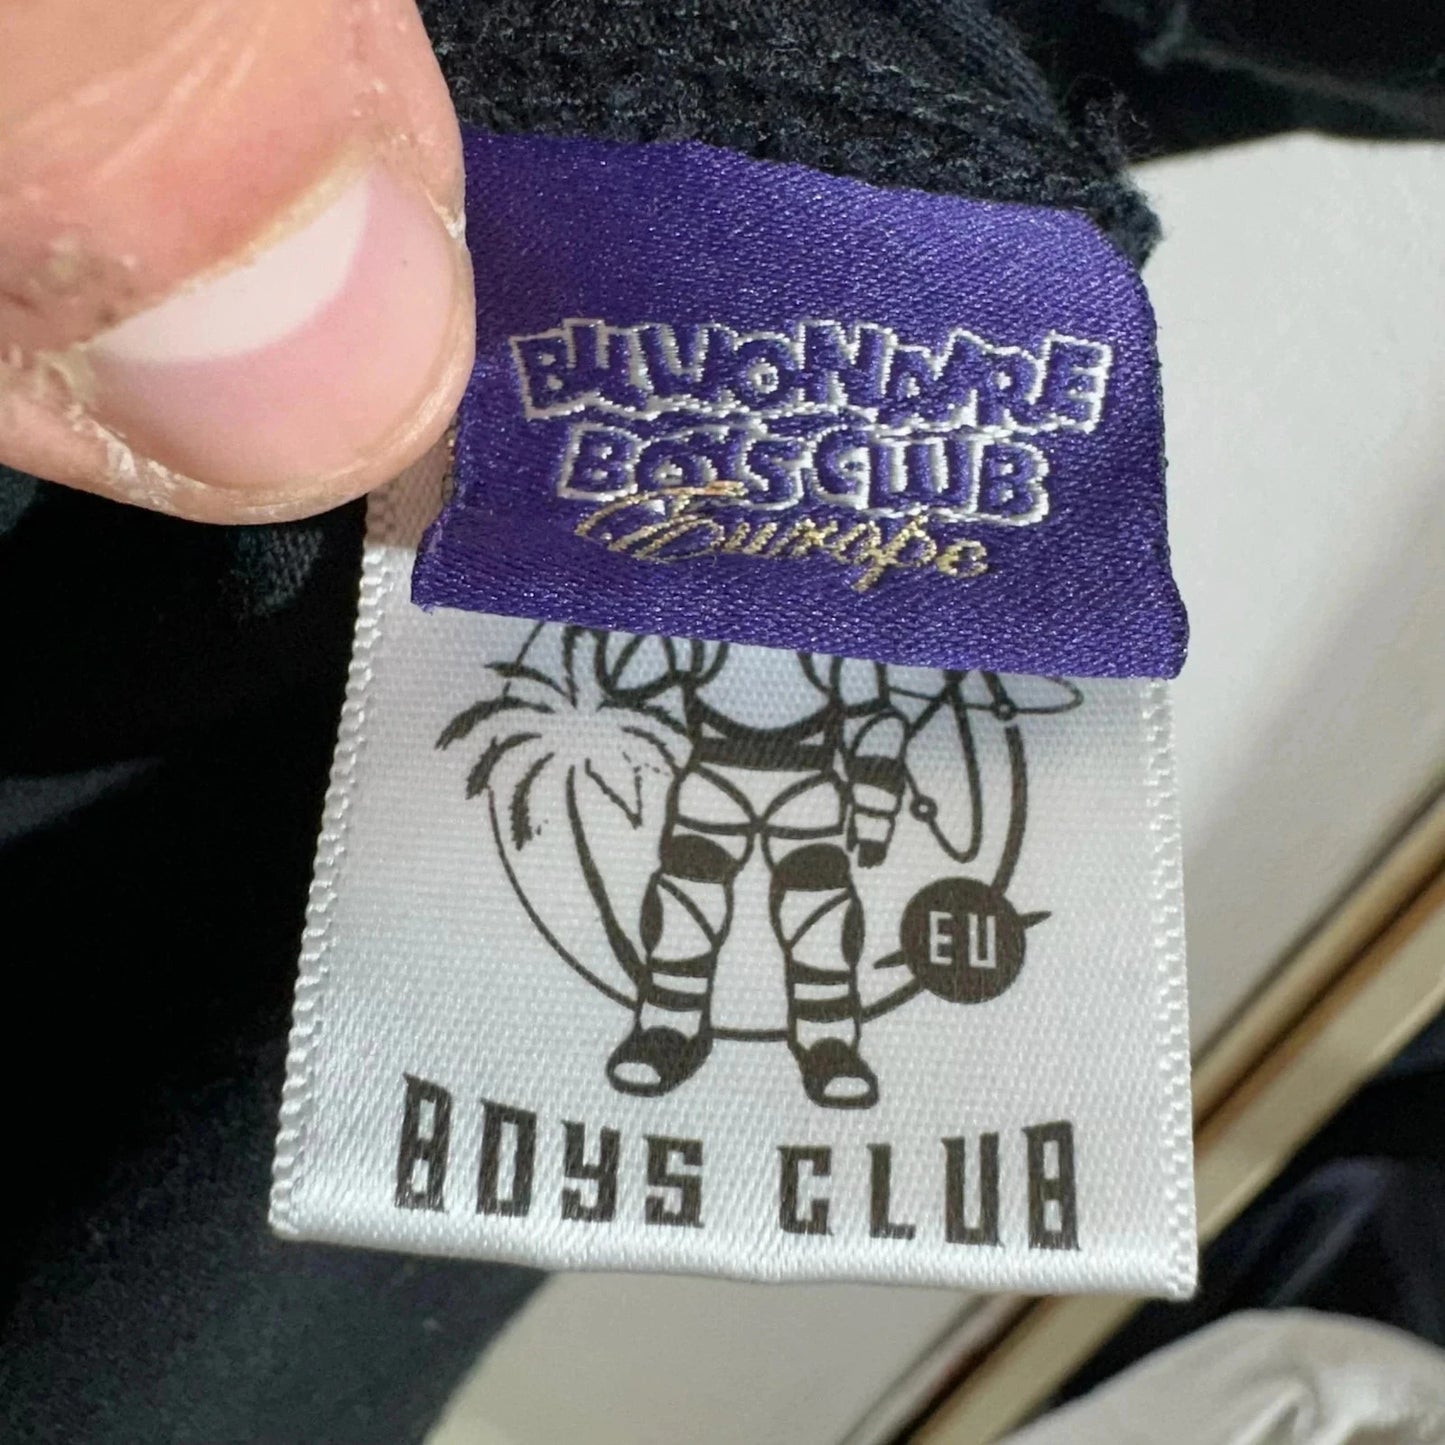 BILLIONAIRE
BOYS CLUB
Europe
EU
BOYS CLUB